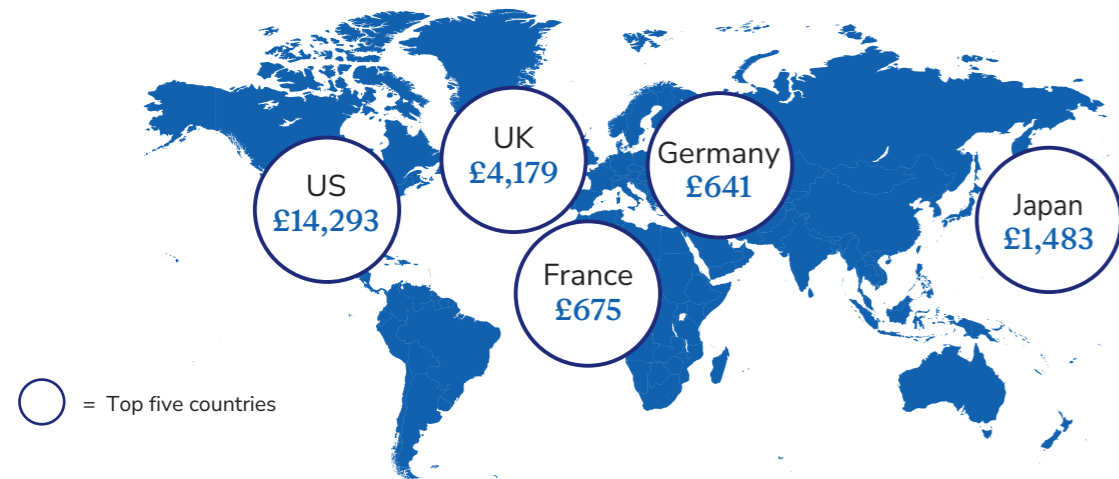 UK
£4,179
Germany
£641
US
£14,293
Japan
£1,483
France
£675
= Top five countries